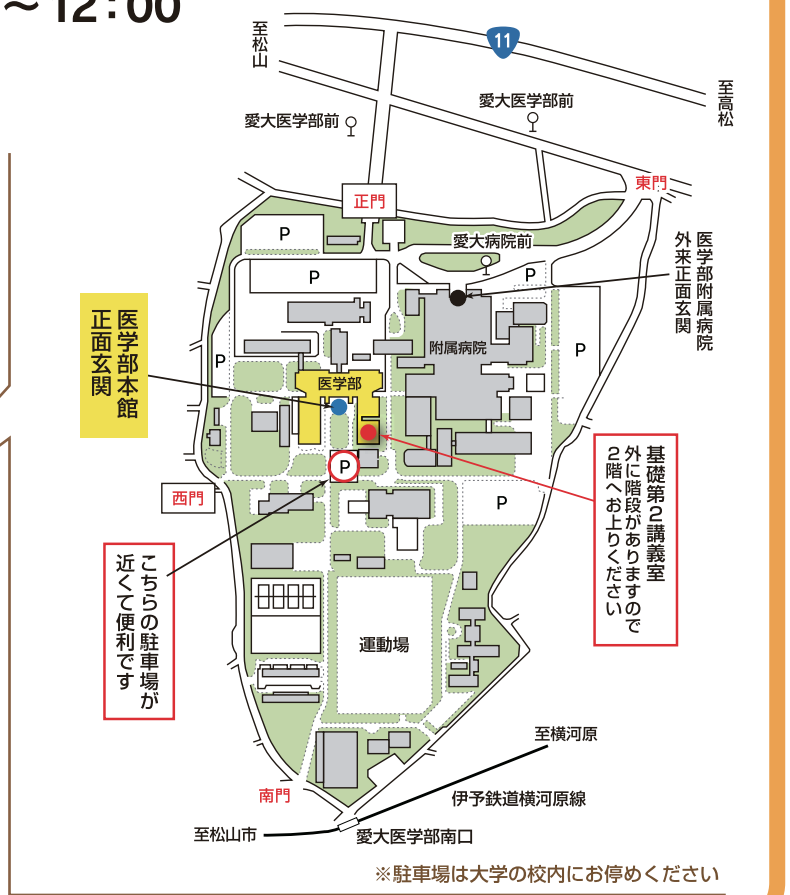 ～12:00
至松山
11
至高松
愛大医学部前
愛大医学部前
東門
正門
P
愛大病院前
医学部附属病院
外来正面玄関
P
P
P
P
附属病院
医学部本館
正面玄関
医学部
P
西門
P
基礎第2講義室
外に階段がありますので
2階へお上りください
こちらの駐車場が
近くて便利です
運動場
至横河原
南門
伊予鉄道横河原線
至松山市
愛大医学部南口
※駐車場は大学の校内にお停めください